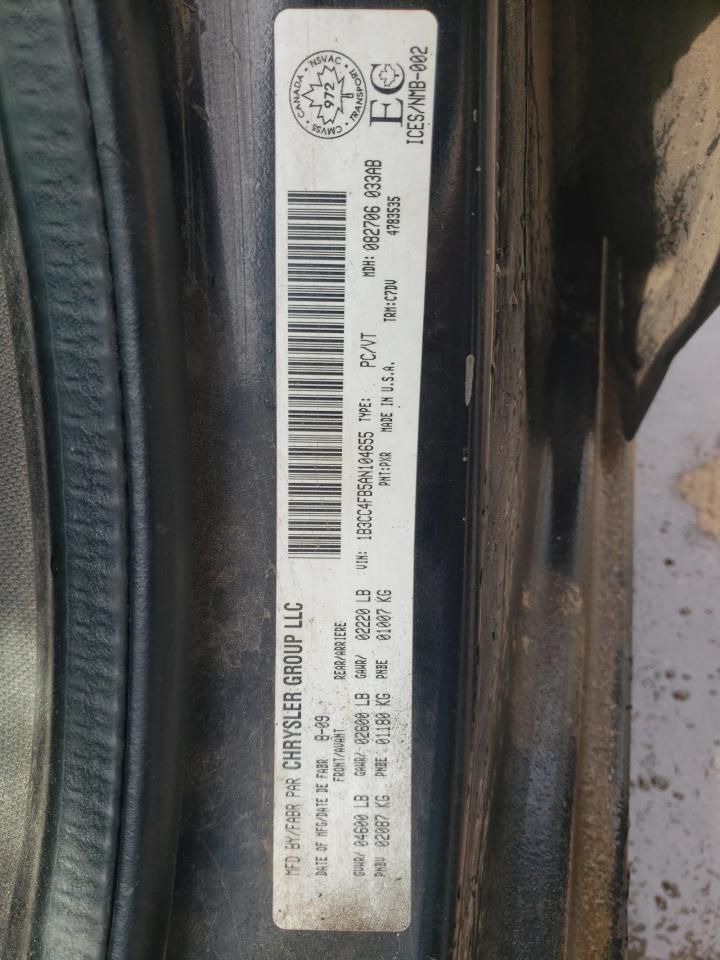 MFD BY/FABR PAR CHRYSLER GROUP LLC
DATE OF MFG/DATE DE FABR 8-09
FRONT/AVANT REAR/ARRIERE
GVWR/ 04600 LB GAWR/ 02600 LB GAWR/ 02220 LB
PNBV 02087 KG PNBE 01180 KG PNBE 01007 KG
VIN: 1B3CC4FB5AN104655 TYPE: PC/VT MDH: 082706 033AB
PNT:PXR MADE IN U.S.A. TRM:C7DV 4783535
CANADA • NSVAC • TRANSPORT • CMVSS •
972
EC
ICES/NMB-002